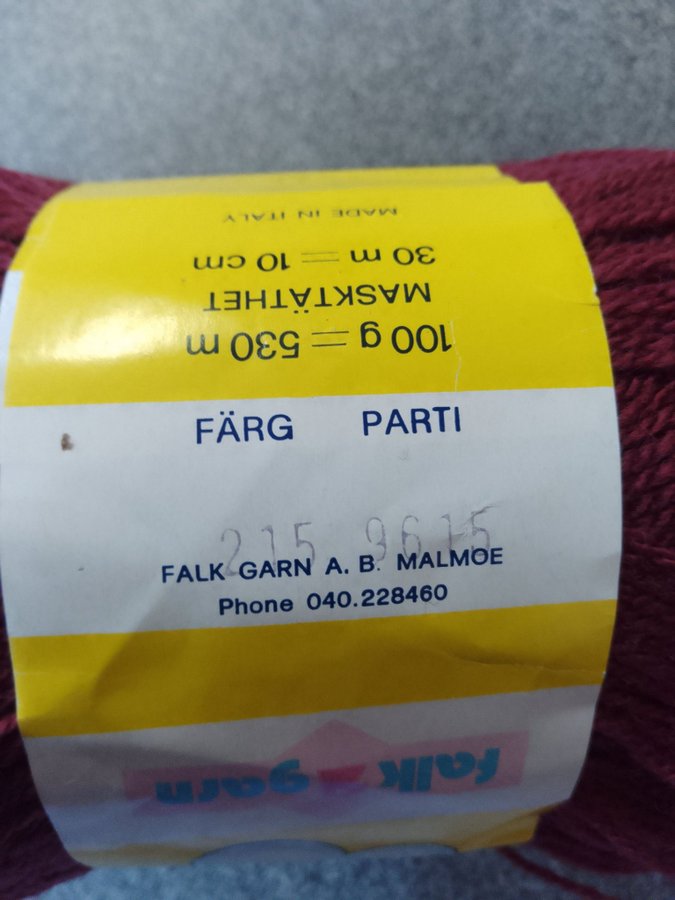 MADE IN ITALY
30 m = 10 cm
MASKTÄTHET
100 g = 530 m
FÄRG PARTI
215 9615
FALK GARN A. B. MALMOE
Phone 040.228460
falk garn